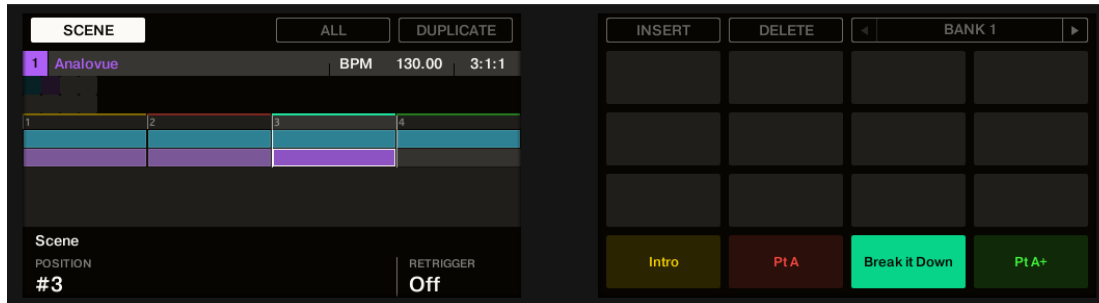 SCENE ALL DUPLICATE
1 Analovue BPM 130.00 3:1:1
1 2 3 4
Scene
POSITION RETRIGGER
#3 Off
INSERT DELETE BANK 1
Intro Pt A Break it Down Pt A+